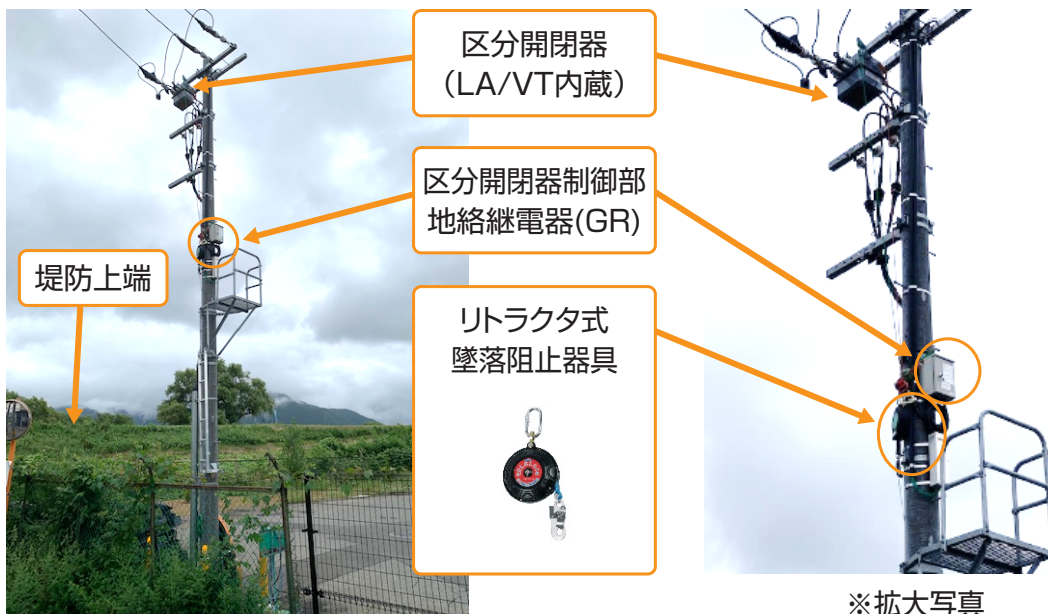 区分開閉器
(LA/VT内蔵)
区分開閉器制御部
地絡継電器(GR)
堤防上端
リトラクタ式
墜落阻止器具
※拡大写真